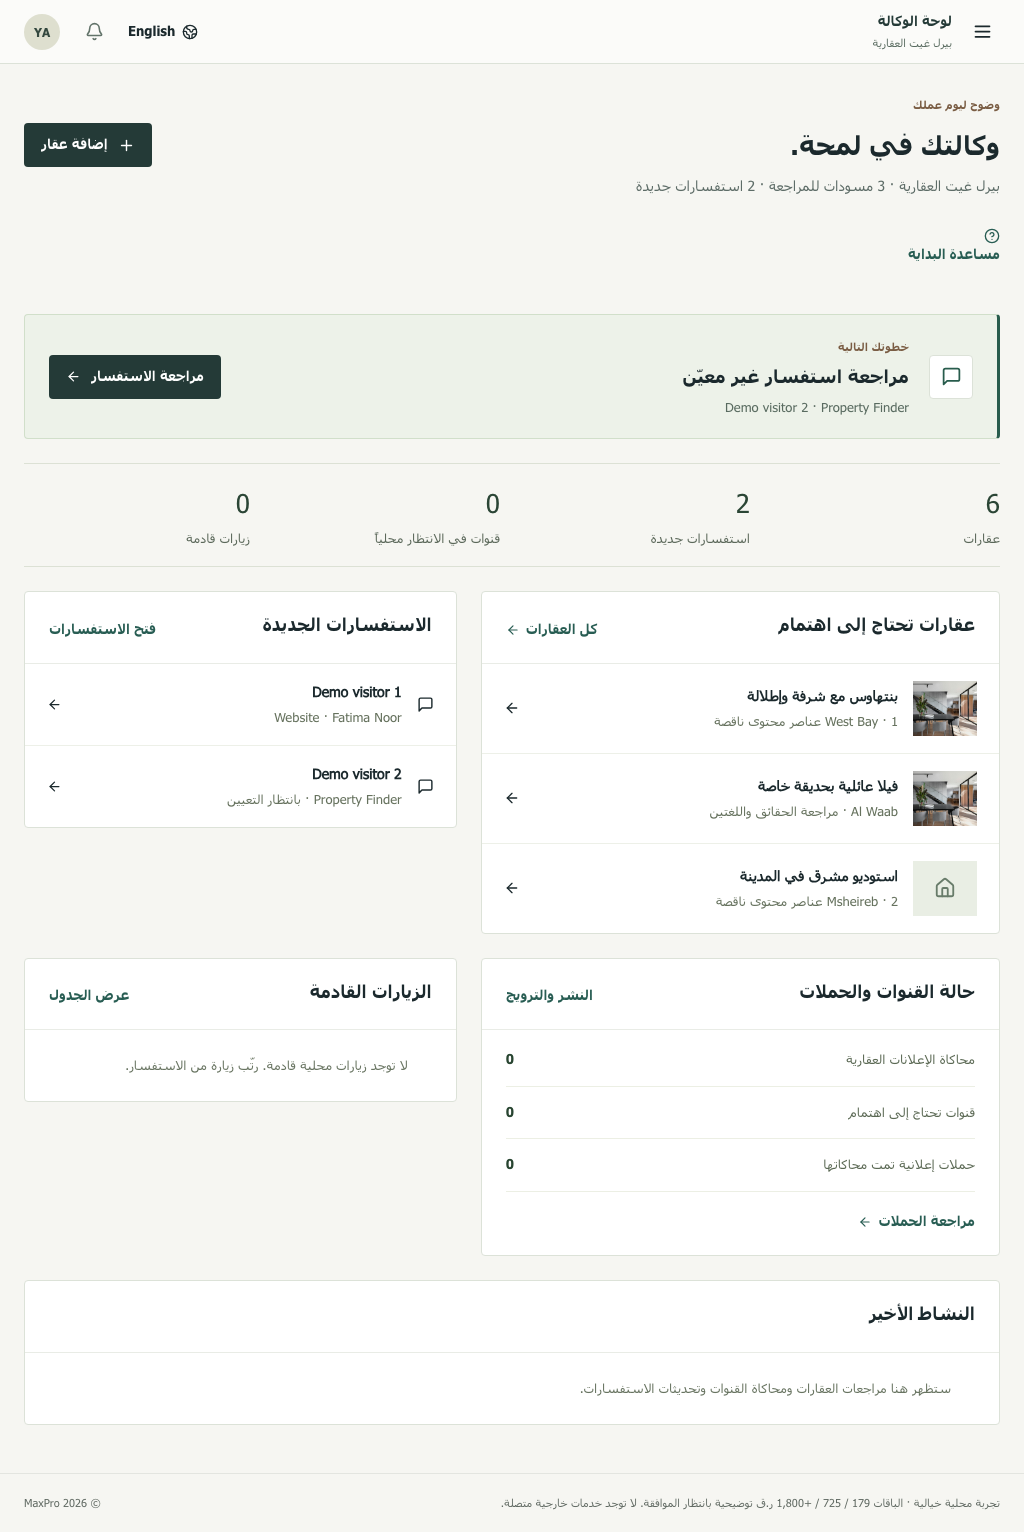 لوحة الوكالة
بيرل غيت العقارية
English
YA
وضوح ليوم عملك
وكالتك في لمحة.
إضافة عقار
بيرل غيت العقارية · 3 مسودات للمراجعة · 2 استفسارات جديدة
مساعدة البداية
خطوتك التالية
مراجعة استفسار غير معيّن
Demo visitor 2 · Property Finder
مراجعة الاستفسار
6
عقارات
2
استفسارات جديدة
0
قنوات في الانتظار محلياً
0
زيارات قادمة
عقارات تحتاج إلى اهتمام
كل العقارات
بنتهاوس مع شرفة وإطلالة
West Bay · 1 عناصر محتوى ناقصة
فيلا عائلية بحديقة خاصة
Al Waab · مراجعة الحقائق واللغتين
استوديو مشرق في المدينة
Msheireb · 2 عناصر محتوى ناقصة
الاستفسارات الجديدة
فتح الاستفسارات
Demo visitor 1
Website · Fatima Noor
Demo visitor 2
Property Finder · بانتظار التعيين
حالة القنوات والحملات
النشر والترويج
محاكاة الإعلانات العقارية
0
قنوات تحتاج إلى اهتمام
0
حملات إعلانية تمت محاكاتها
0
مراجعة الحملات
الزيارات القادمة
عرض الجدول
لا توجد زيارات محلية قادمة. رتّب زيارة من الاستفسار.
النشاط الأخير
ستظهر هنا مراجعات العقارات ومحاكاة القنوات وتحديثات الاستفسارات.
تجربة محلية خيالية · الباقات 179 / 725 / +1,800 ر.ق توضيحية بانتظار الموافقة. لا توجد خدمات خارجية متصلة.
© 2026 MaxPro